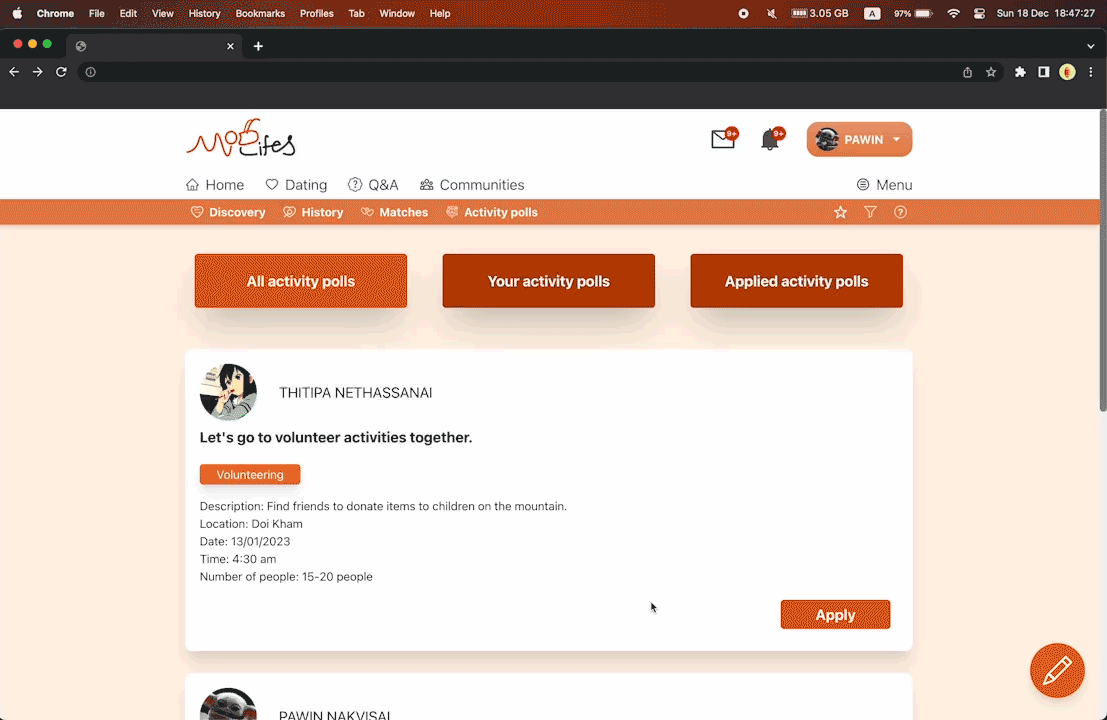 Chrome File Edit View History Bookmarks Profiles Tab Window Help 3.05 GB A 97% Sun 18 Dec 18:47:27
MOD Lifes 9+ 9+ PAWIN
Home Dating Q&A Communities Menu
Discovery History Matches Activity polls
All activity polls Your activity polls Applied activity polls
THITIPA NETHASSANAI
Let's go to volunteer activities together.
Volunteering
Description: Find friends to donate items to children on the mountain.
Location: Doi Kham
Date: 13/01/2023
Time: 4:30 am
Number of people: 15-20 people
Apply
PAWIN NAKVISAI